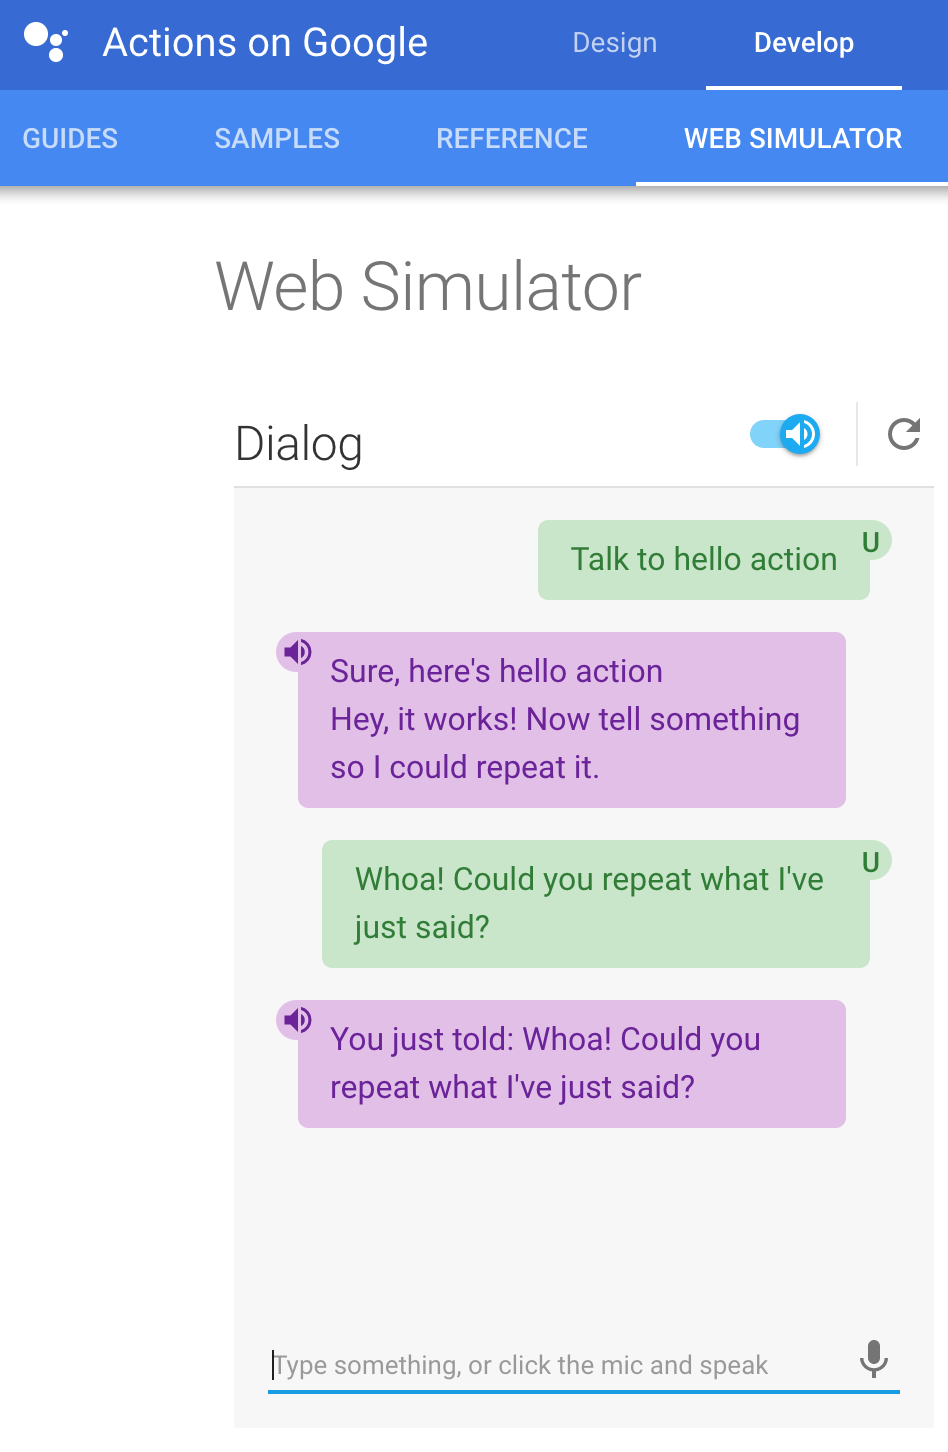 Actions on Google
Design
Develop
GUIDES
SAMPLES
REFERENCE
WEB SIMULATOR
Web Simulator
Dialog
U
Talk to hello action
Sure, here's hello action
Hey, it works! Now tell something
so I could repeat it.
U
Whoa! Could you repeat what I've
just said?
You just told: Whoa! Could you
repeat what I've just said?
Type something, or click the mic and speak